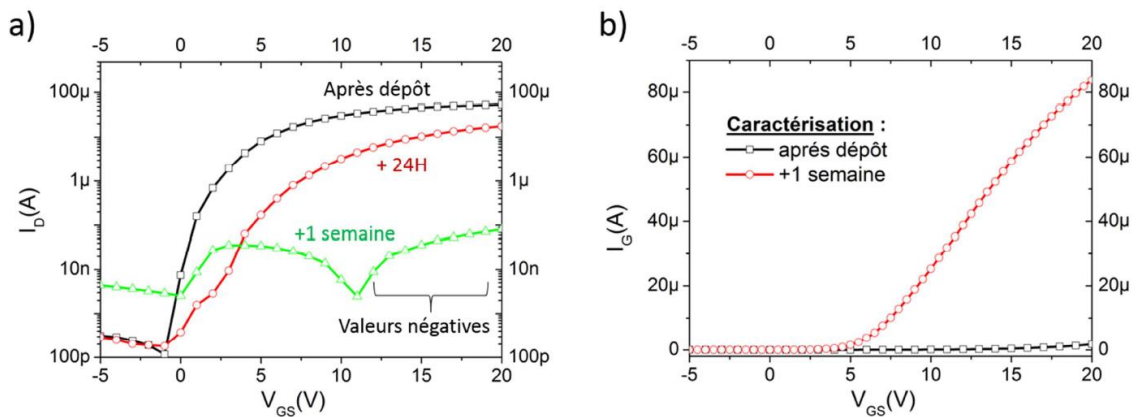 a)
-5 0 5 10 15 20
100µ
1µ
10n
100p
I_D(A)
Après dépôt
+ 24H
+1 semaine
Valeurs négatives
100µ
1µ
10n
100p
-5 0 5 10 15 20
V_GS(V)
b)
-5 0 5 10 15 20
80µ
60µ
40µ
20µ
0
I_G(A)
Caractérisation :
aprés dépôt
+1 semaine
80µ
60µ
40µ
20µ
0
-5 0 5 10 15 20
V_GS(V)